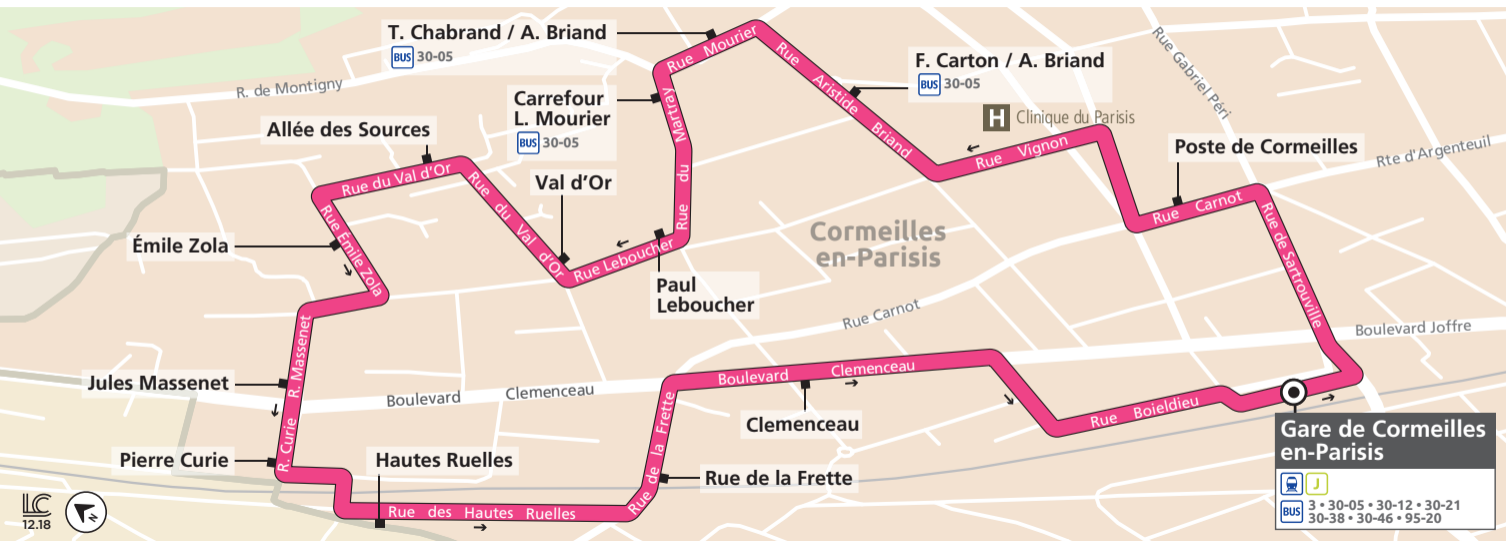 T. Chabrand / A. Briand
BUS 30-05
Rue Mourier
Rue Aristide Briand
F. Carton / A. Briand
BUS 30-05
Rue Gabriel Péri
R. de Montigny
Carrefour
L. Mourier
BUS 30-05
Rue du Martray
H Clinique du Parisis
Rue Vignon
Poste de Cormeilles
Rte d'Argenteuil
Allée des Sources
Rue du Val d'Or
Rue du Val d'Or
Val d'Or
Rue Carnot
Rue de Sartrouville
Émile Zola
Rue Émile Zola
Rue Leboucher
Paul
Leboucher
Cormeilles
en-Parisis
Rue Carnot
Boulevard Joffre
R. Massenet
Jules Massenet
Boulevard Clemenceau
Boulevard Clemenceau
Clemenceau
Rue Boieldieu
Gare de Cormeilles
en-Parisis
J
BUS 3 • 30-05 • 30-12 • 30-21
30-38 • 30-46 • 95-20
R. Curie
Pierre Curie
Hautes Ruelles
Rue des Hautes Ruelles
Rue de la Frette
Rue de la Frette
LC
12.18
N